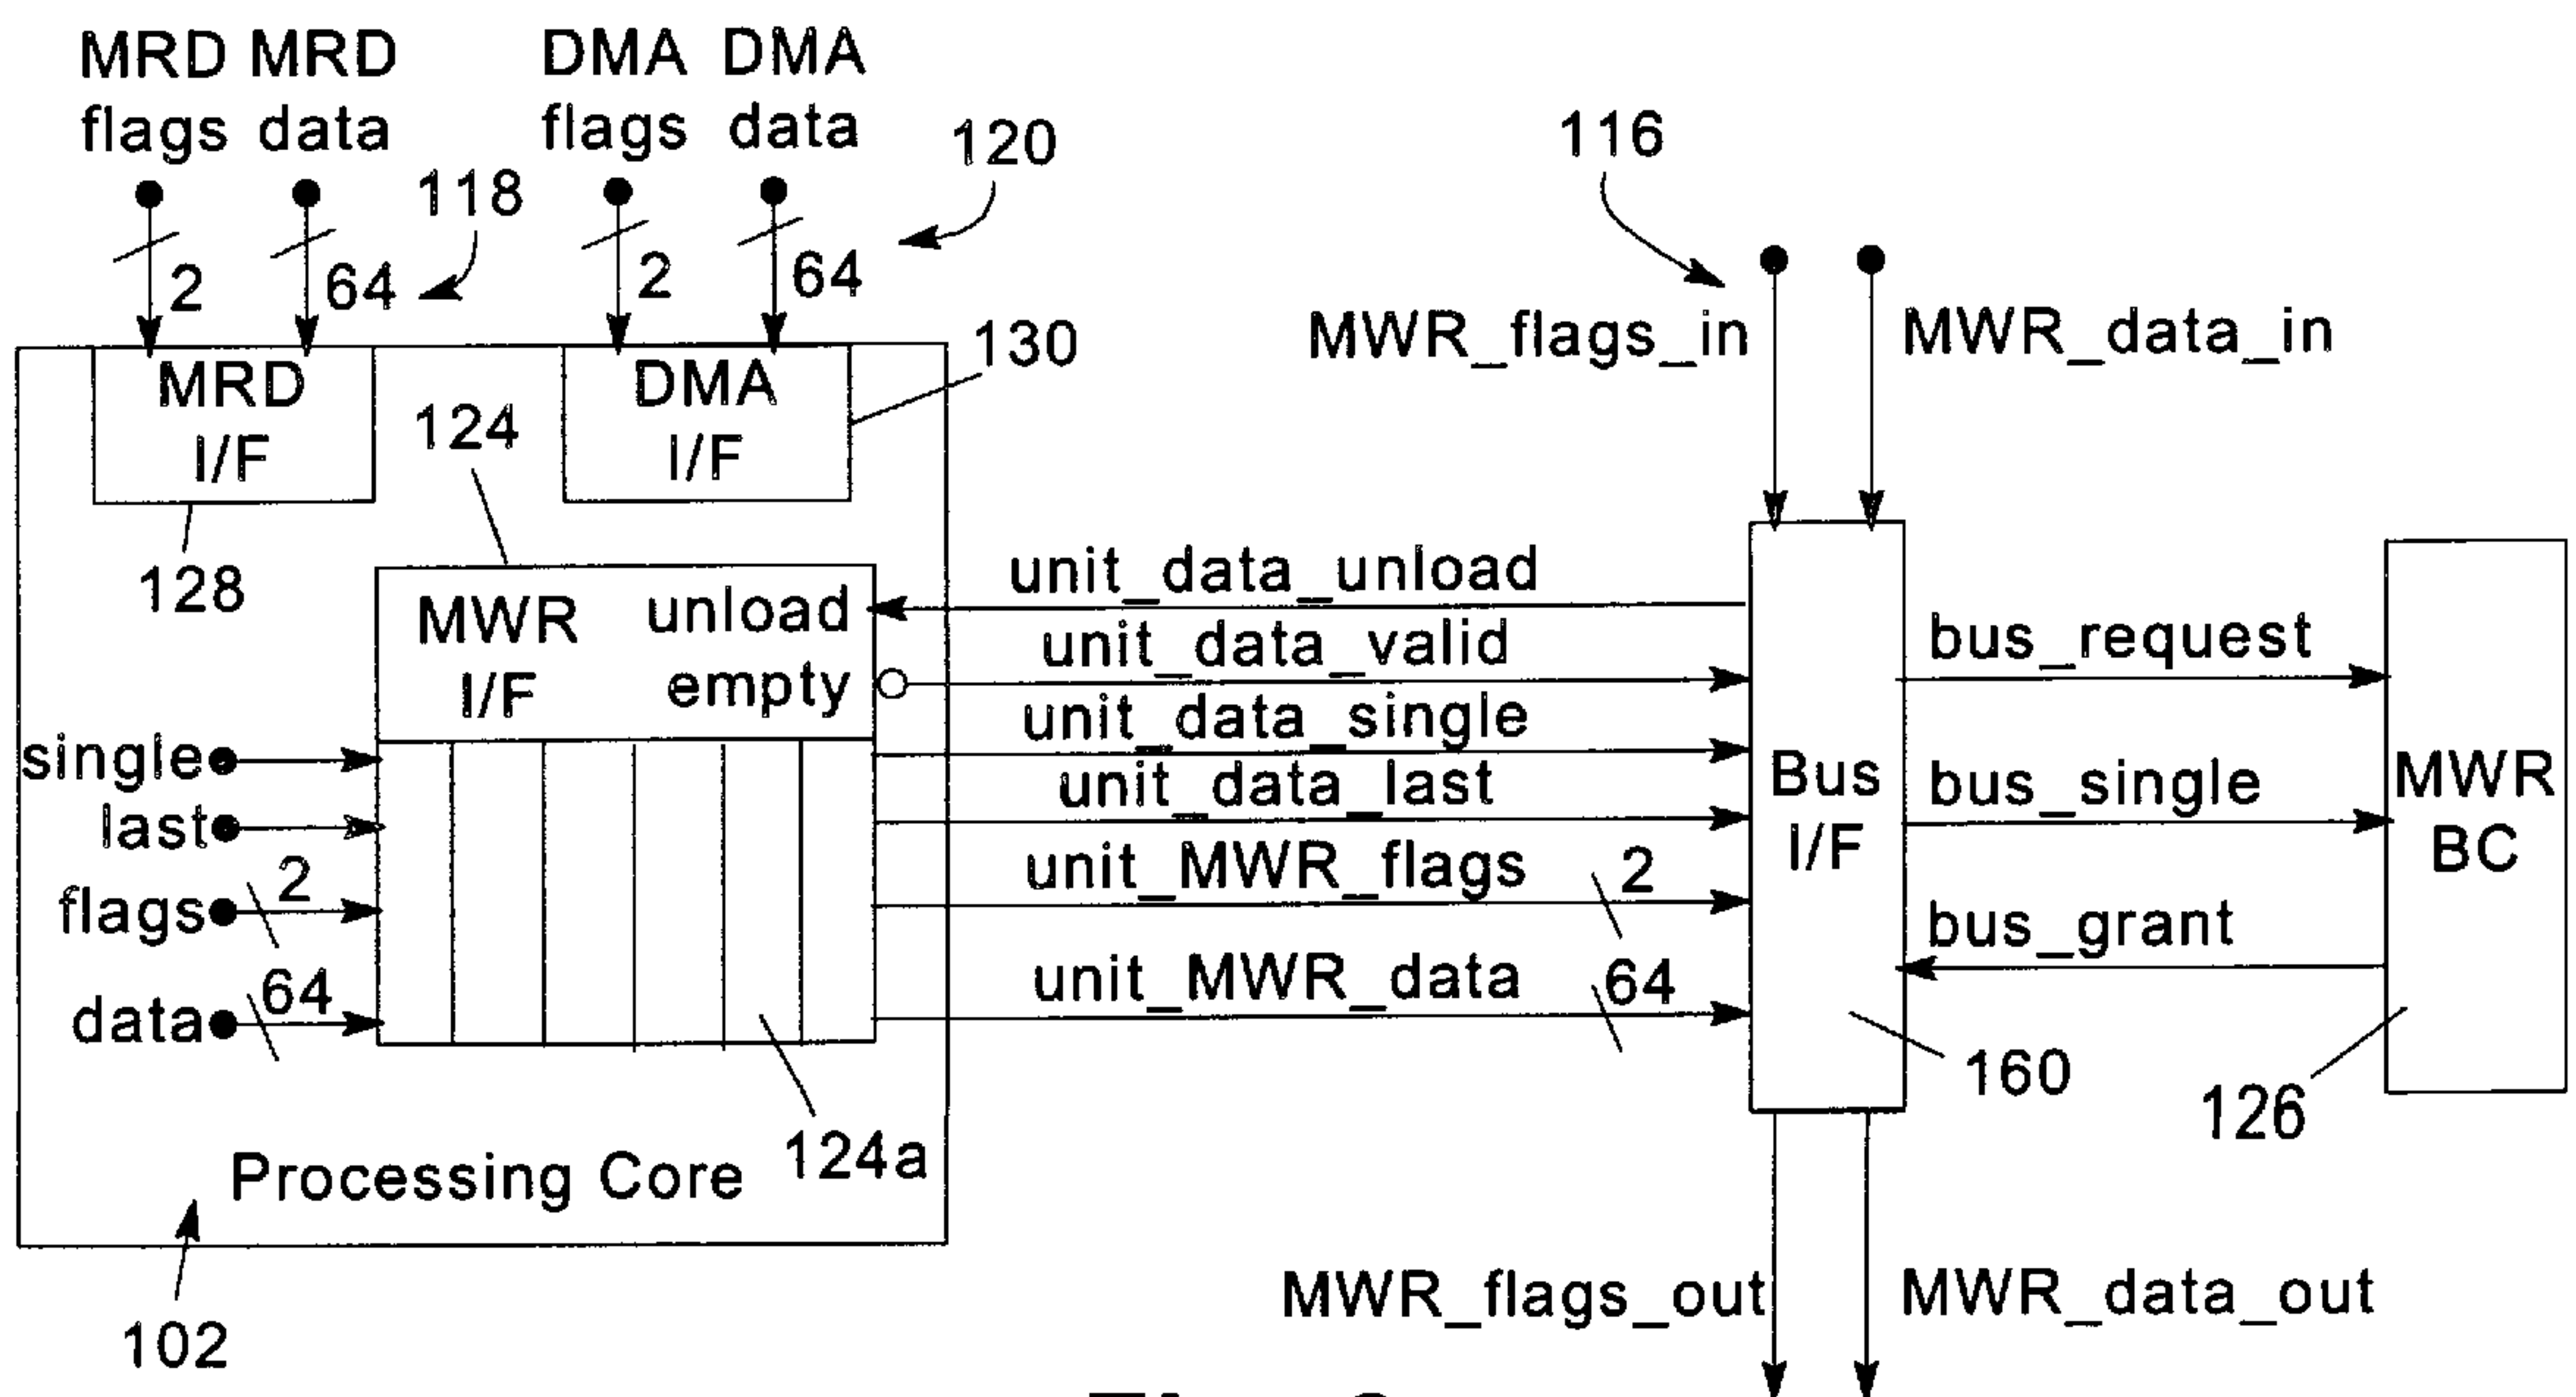 MRD MRD DMA DMA
flags data flags data
120
116
118
2 64 2 64
MWR_flags_in MWR_data_in
130
MRD DMA
I/F I/F
124
128
unit_data_unload
MWR unload
I/F empty
unit_data_valid
bus_request
unit_data_single
single
unit_data_last
Bus
I/F
bus_single
MWR
BC
last
unit_MWR_flags 2
flags 2
bus_grant
unit_MWR_data 64
data 64
160
126
124a
Processing Core
MWR_flags_out MWR_data_out
102